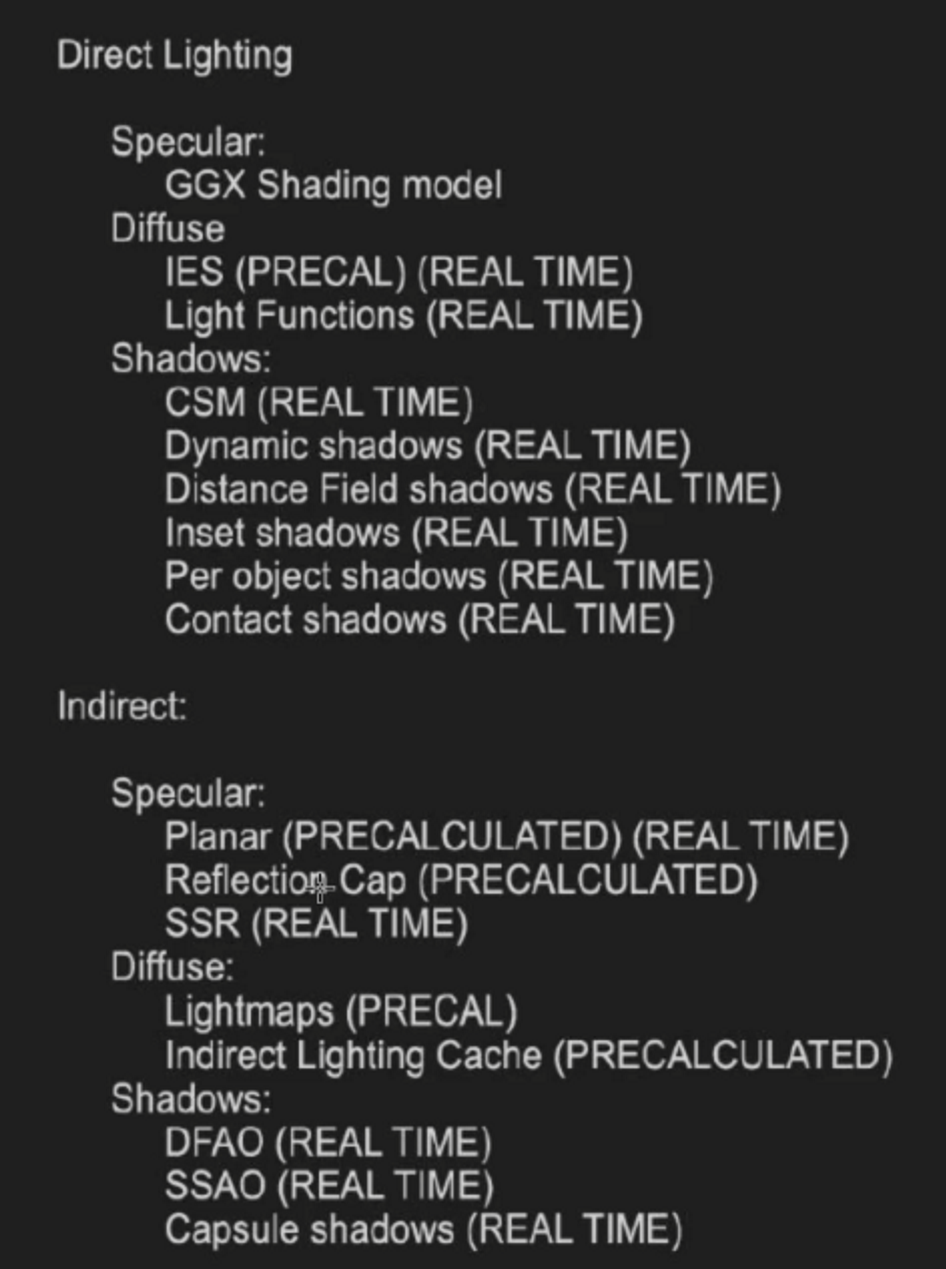 Direct Lighting
Specular:
GGX Shading model
Diffuse
IES (PRECAL) (REAL TIME)
Light Functions (REAL TIME)
Shadows:
CSM (REAL TIME)
Dynamic shadows (REAL TIME)
Distance Field shadows (REAL TIME)
Inset shadows (REAL TIME)
Per object shadows (REAL TIME)
Contact shadows (REAL TIME)
Indirect:
Specular:
Planar (PRECALCULATED) (REAL TIME)
Reflection Cap (PRECALCULATED)
SSR (REAL TIME)
Diffuse:
Lightmaps (PRECAL)
Indirect Lighting Cache (PRECALCULATED)
Shadows:
DFAO (REAL TIME)
SSAO (REAL TIME)
Capsule shadows (REAL TIME)